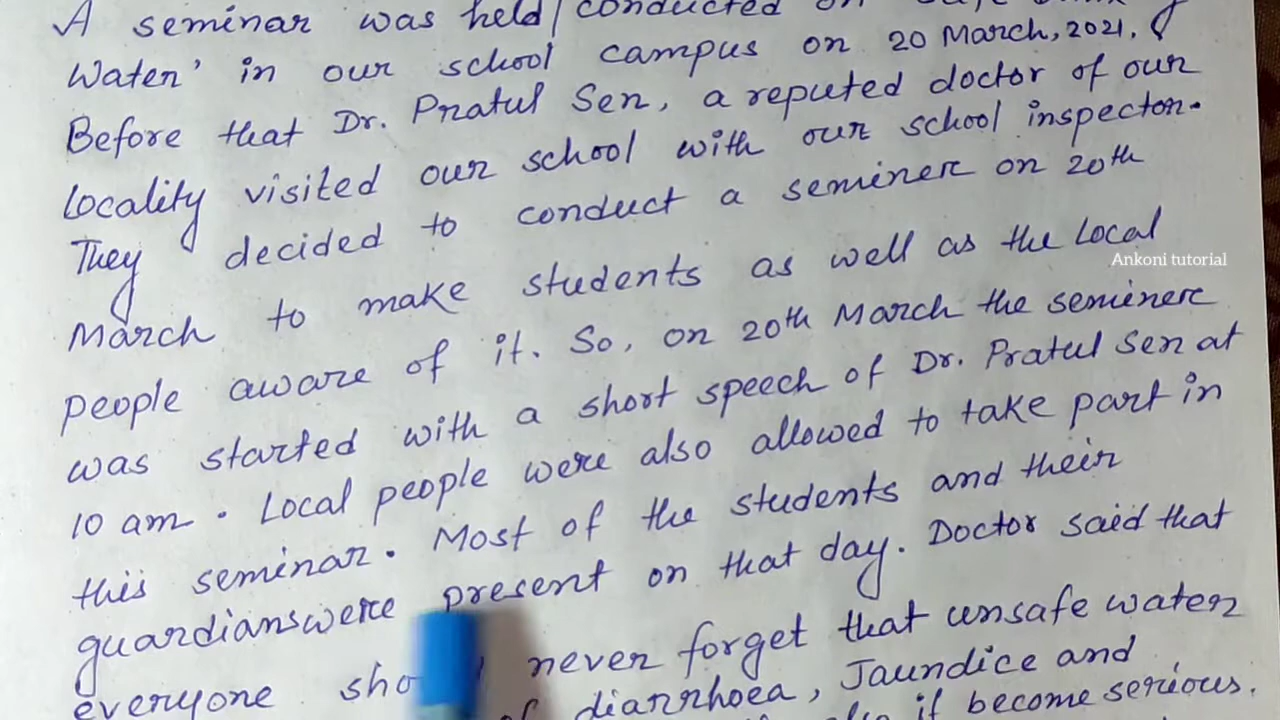 A seminar was held/conducted on
Water' in our school campus on 20 March, 2021.
Before that Dr. Pratul Sen, a reputed doctor of our
locality visited our school with our school inspector.
They decided to conduct a seminer on 20th
March to make students as well as the local
Ankoni tutorial
people aware of it. So, on 20th March the seminere
was started with a short speech of Dr. Pratul Sen at
10 am. Local people were also allowed to take part in
this seminar. Most of the students and their
guardians were present on that day. Doctor said that
everyone never forget that unsafe water
of diarrhoea, Jaundice and
if become serious.